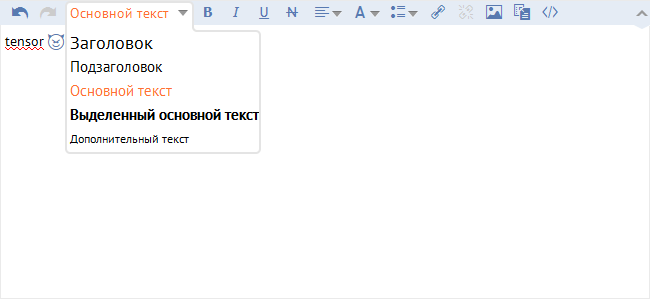 Основной текст B I U N A
tensor
Заголовок
Подзаголовок
Основной текст
Выделенный основной текст
Дополнительный текст